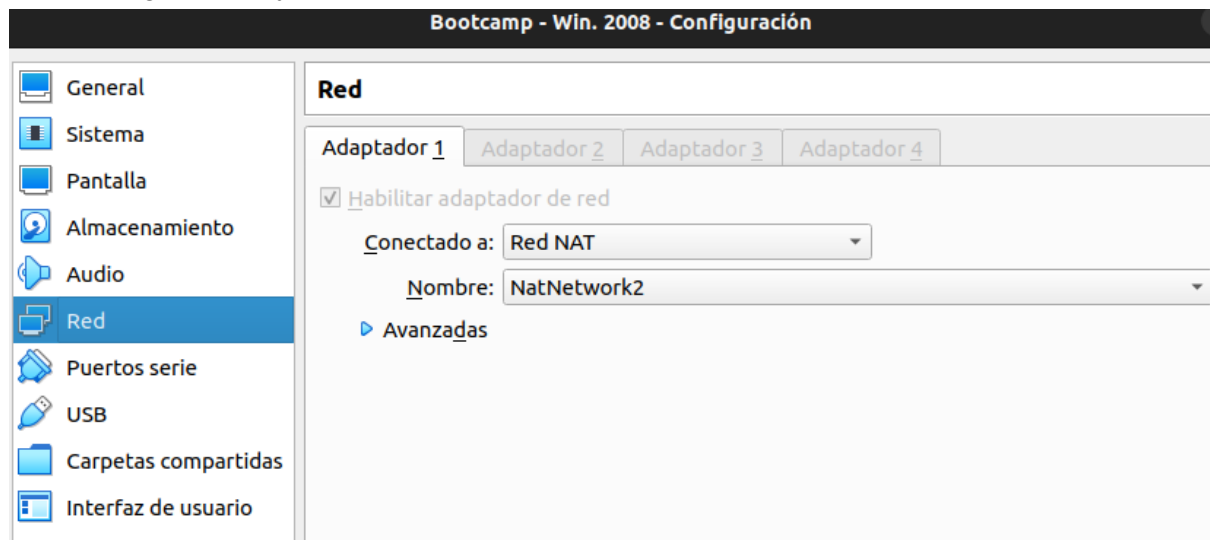 Bootcamp - Win. 2008 - Configuración
General
Sistema
Pantalla
Almacenamiento
Audio
Red
Puertos serie
USB
Carpetas compartidas
Interfaz de usuario
Red
Adaptador 1 Adaptador 2 Adaptador 3 Adaptador 4
Habilitar adaptador de red
Conectado a: Red NAT
Nombre: NatNetwork2
Avanzadas